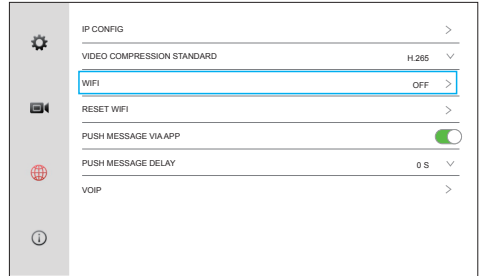 IP CONFIG
VIDEO COMPRESSION STANDARD H.265
WIFI OFF
RESET WIFI
PUSH MESSAGE VIA APP
PUSH MESSAGE DELAY 0 S
VOIP